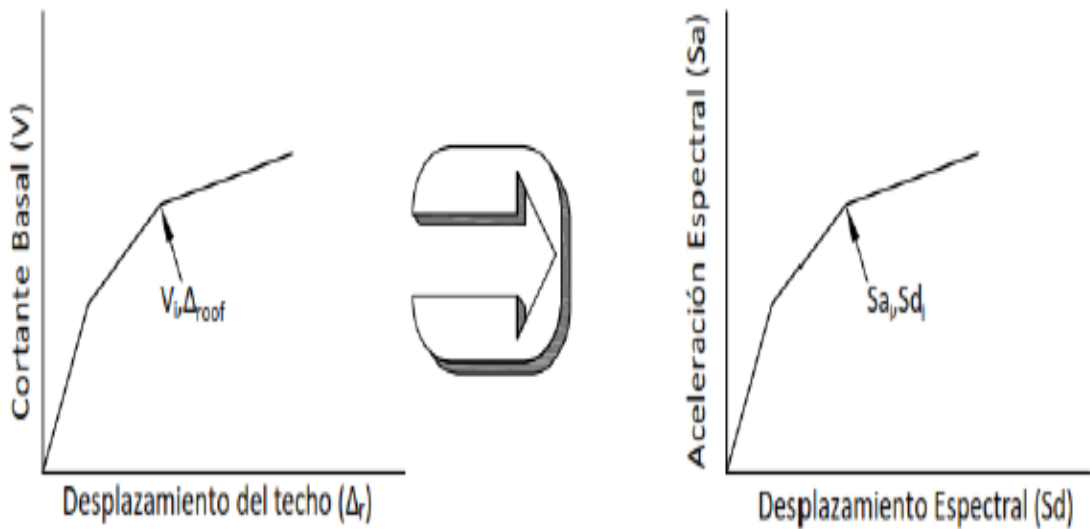 Cortante Basal (V)
Vᵢ,Δroof
Desplazamiento del techo (Δr)
Aceleración Espectral (Sa)
Saᵢ,Sdᵢ
Desplazamiento Espectral (Sd)